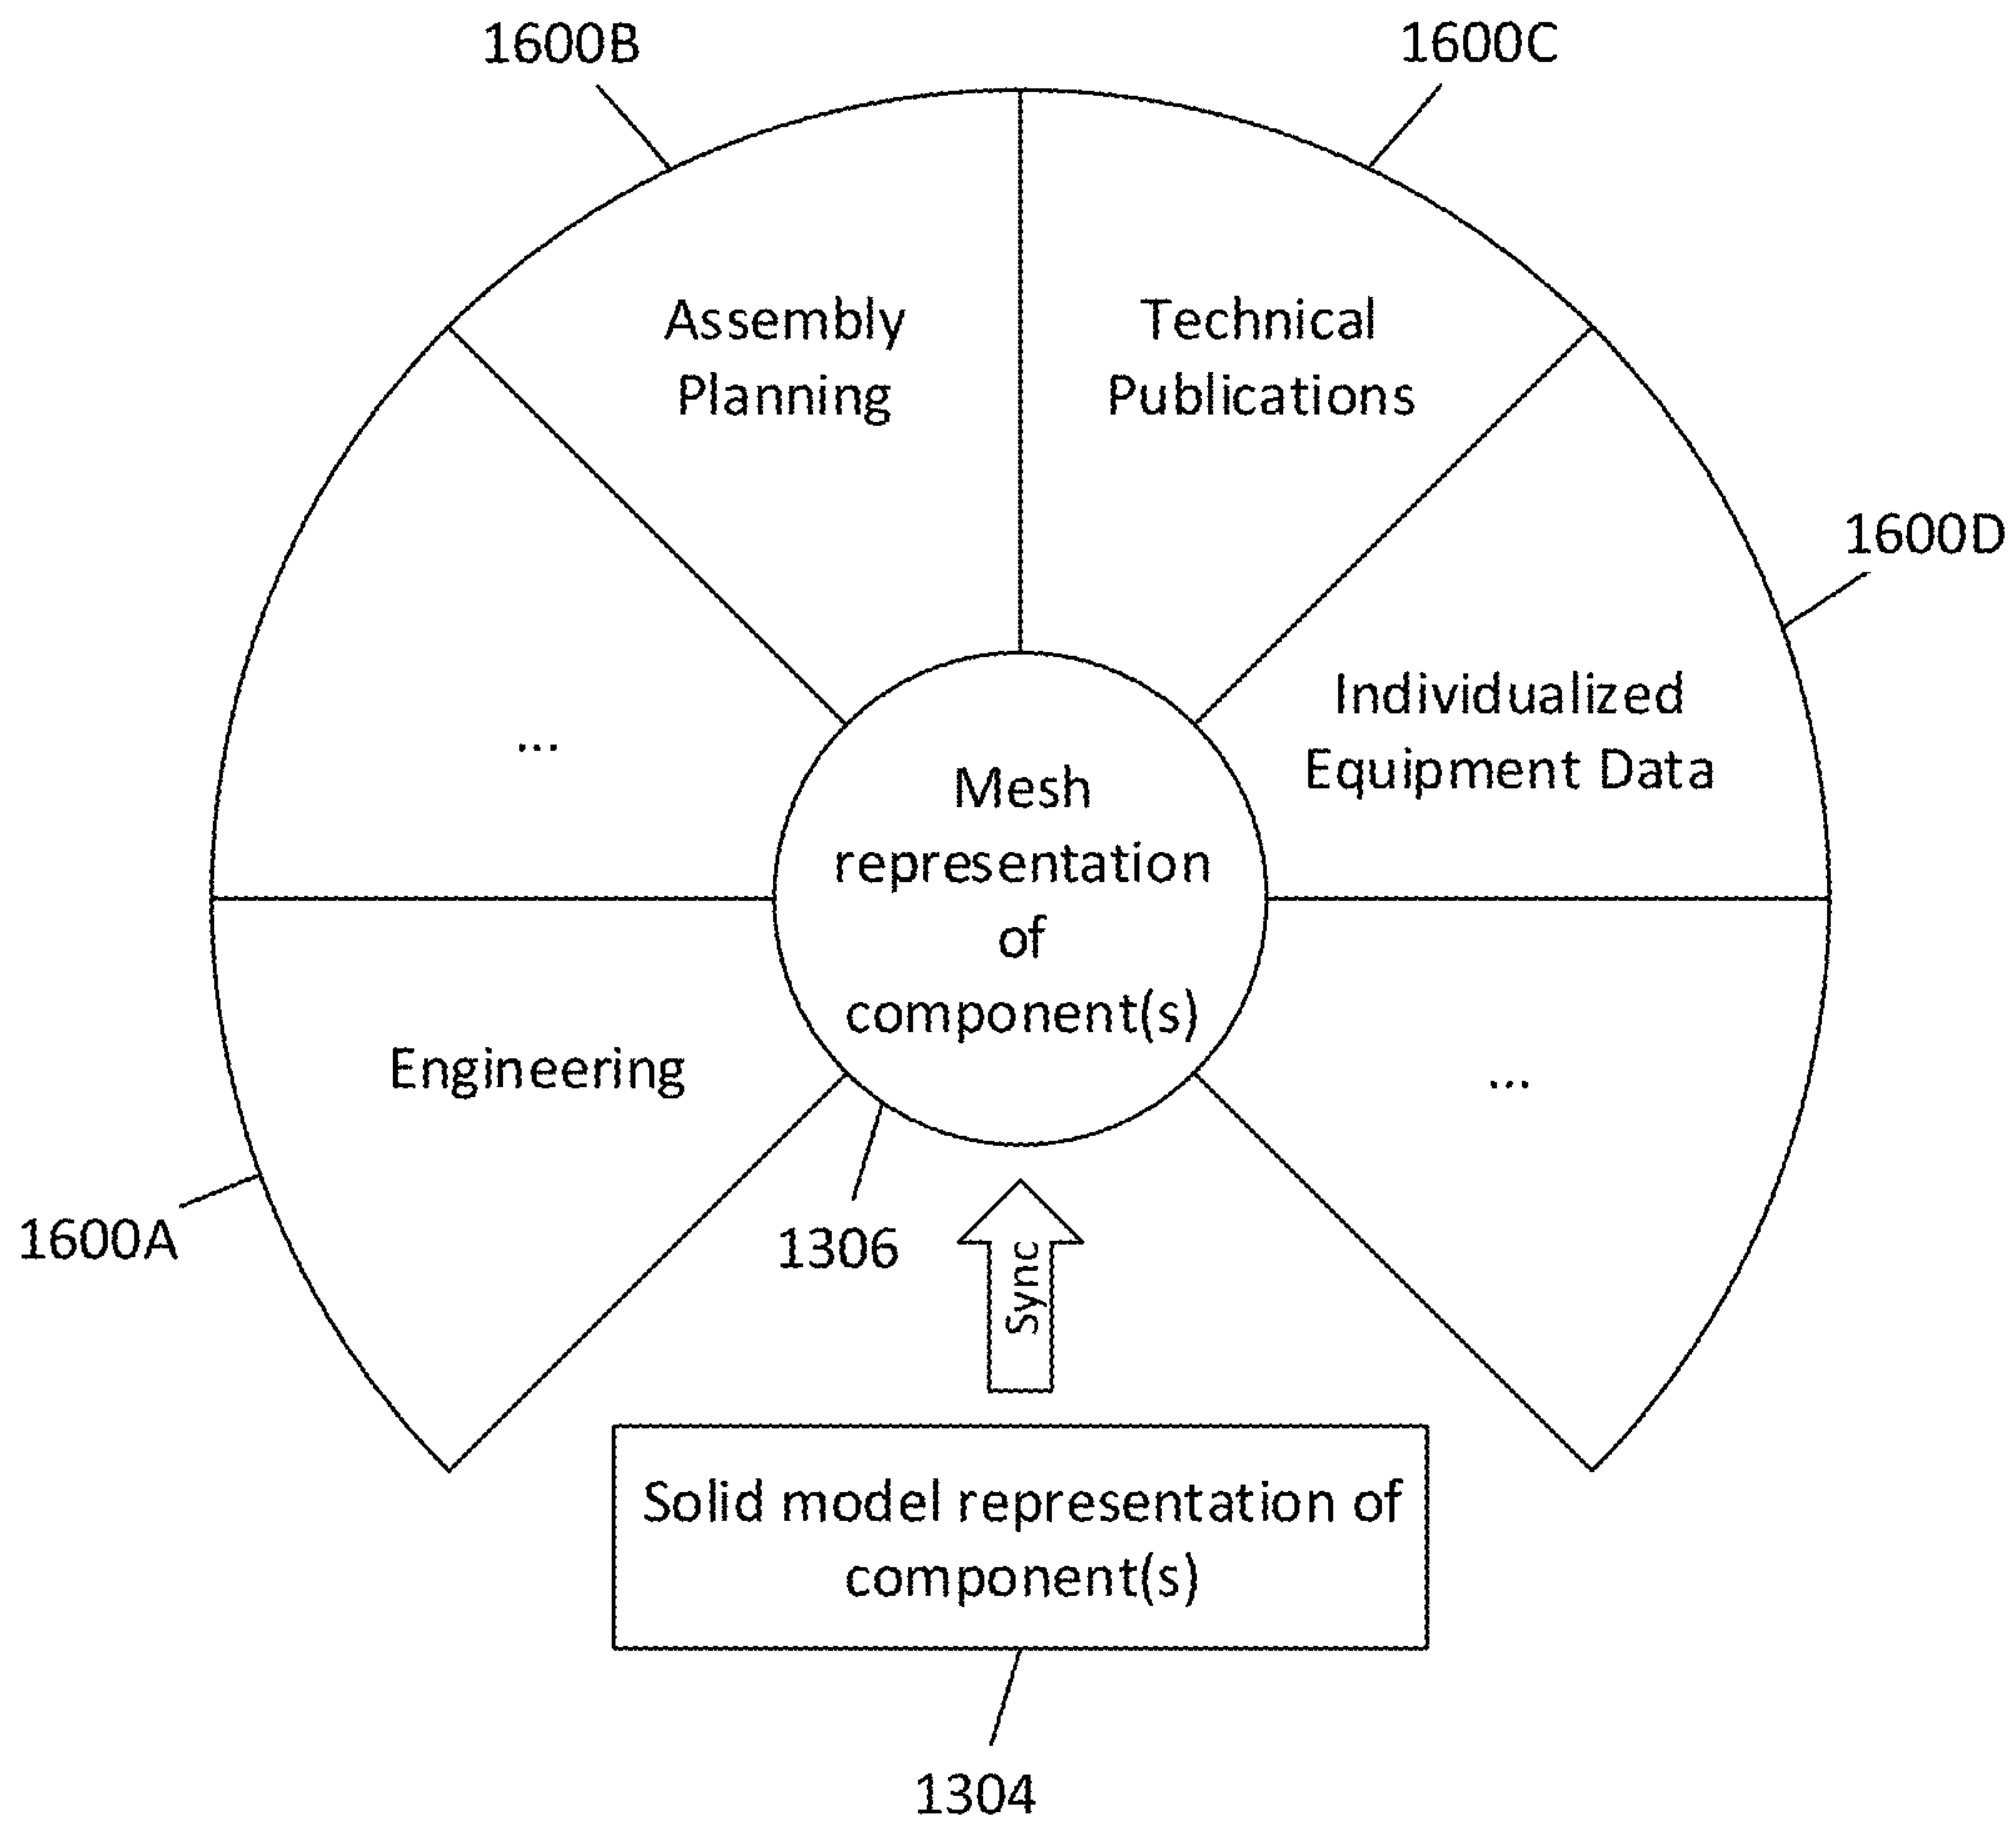 1600B
1600C
Assembly
Planning
Technical
Publications
1600D
Individualized
Equipment Data
...
Mesh
representation
of
component(s)
Engineering
...
1600A
1306
Sync
Solid model representation of
component(s)
1304